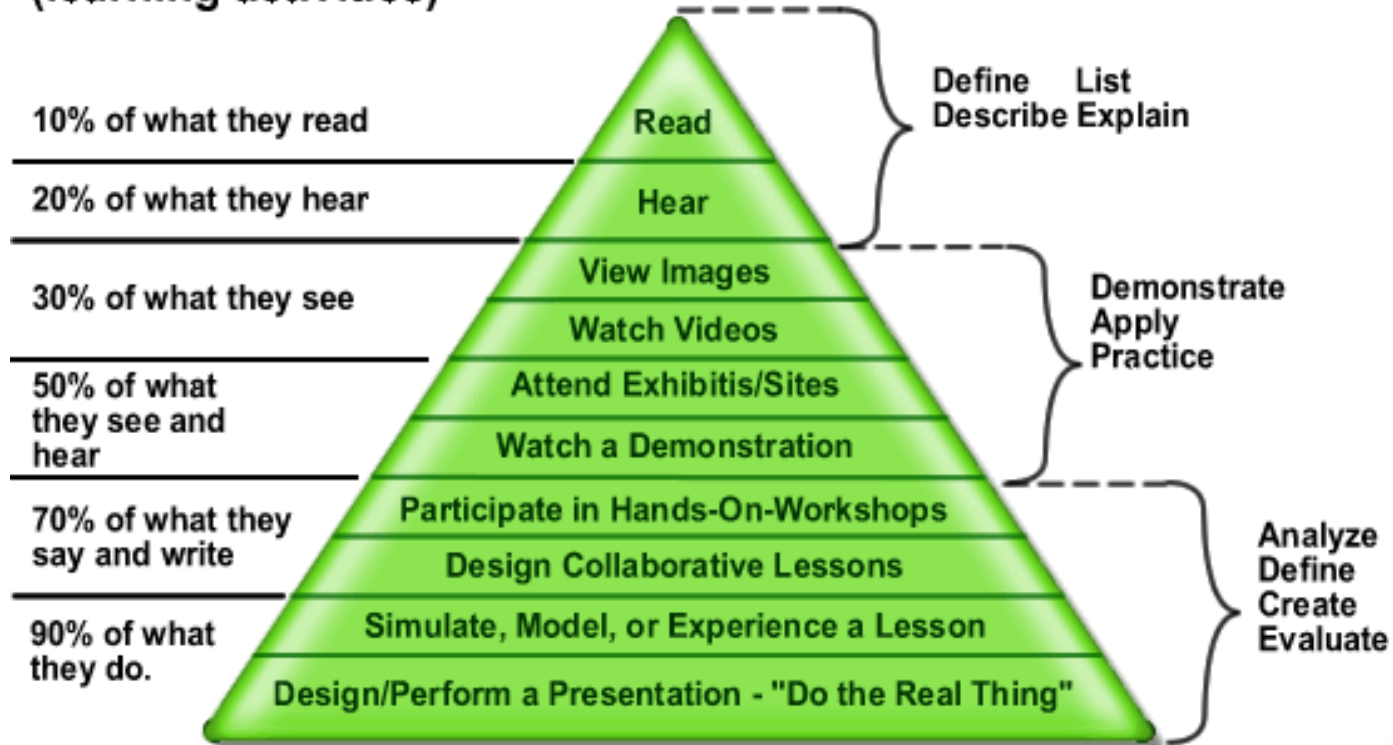 (learning activities)
10% of what they read
20% of what they hear
30% of what they see
50% of what
they see and
hear
70% of what they
say and write
90% of what
they do.
Read
Hear
View Images
Watch Videos
Attend Exhibitis/Sites
Watch a Demonstration
Participate in Hands-On-Workshops
Design Collaborative Lessons
Simulate, Model, or Experience a Lesson
Design/Perform a Presentation - "Do the Real Thing"
Define List
Describe Explain
Demonstrate
Apply
Practice
Analyze
Define
Create
Evaluate